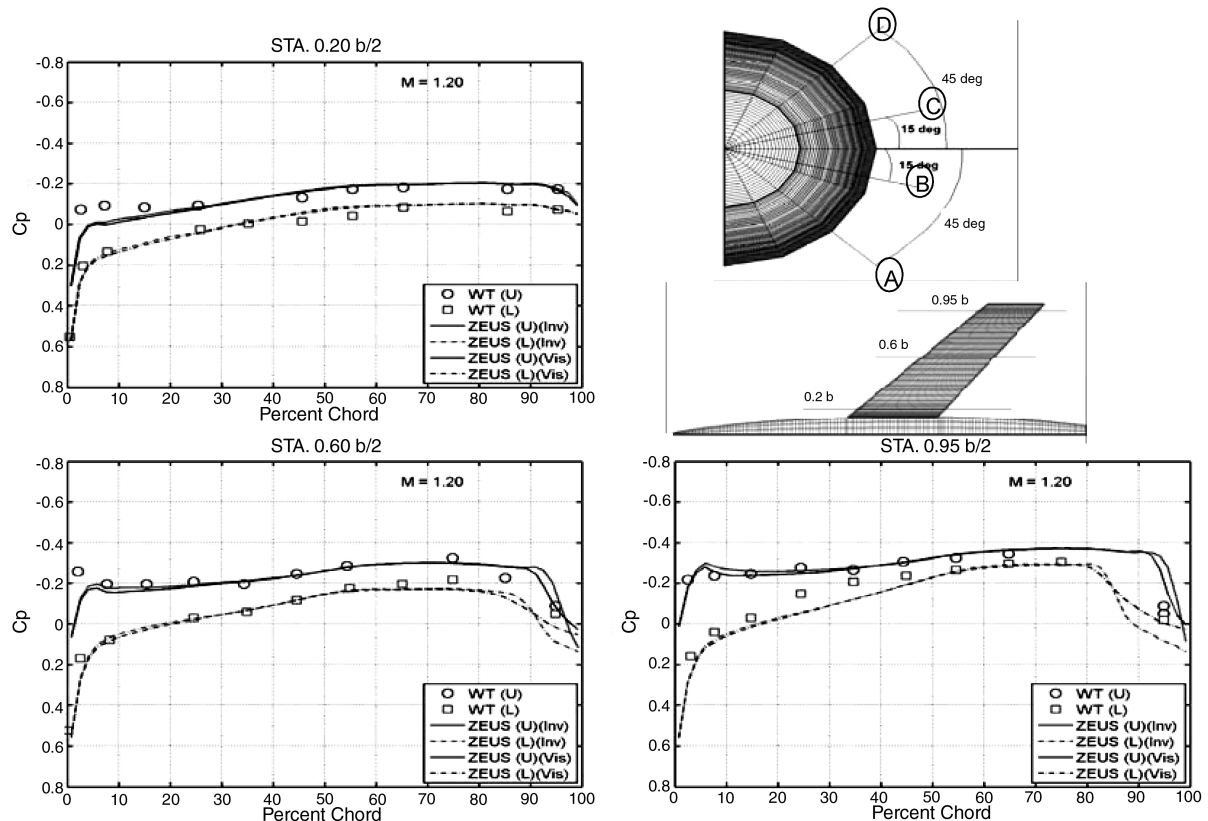 STA. 0.20 b/2
M = 1.20
-0.8
-0.6
-0.4
-0.2
0
0.2
0.4
0.6
0.8
Cp
0 10 20 30 40 50 60 70 80 90 100
Percent Chord
WT (U)
WT (L)
ZEUS (U)(Inv)
ZEUS (L)(Inv)
ZEUS (U)(Vis)
ZEUS (L)(Vis)
D
45 deg
C
15 deg
15 deg
B
45 deg
A
0.95 b
0.6 b
0.2 b
STA. 0.60 b/2
M = 1.20
-0.8
-0.6
-0.4
-0.2
0
0.2
0.4
0.6
0.8
Cp
0 10 20 30 40 50 60 70 80 90 100
Percent Chord
WT (U)
WT (L)
ZEUS (U)(Inv)
ZEUS (L)(Inv)
ZEUS (U)(Vis)
ZEUS (L)(Vis)
STA. 0.95 b/2
M = 1.20
-0.8
-0.6
-0.4
-0.2
0
0.2
0.4
0.6
0.8
Cp
0 10 20 30 40 50 60 70 80 90 100
Percent Chord
WT (U)
WT (L)
ZEUS (U)(Inv)
ZEUS (L)(Inv)
ZEUS (U)(Vis)
ZEUS (L)(Vis)